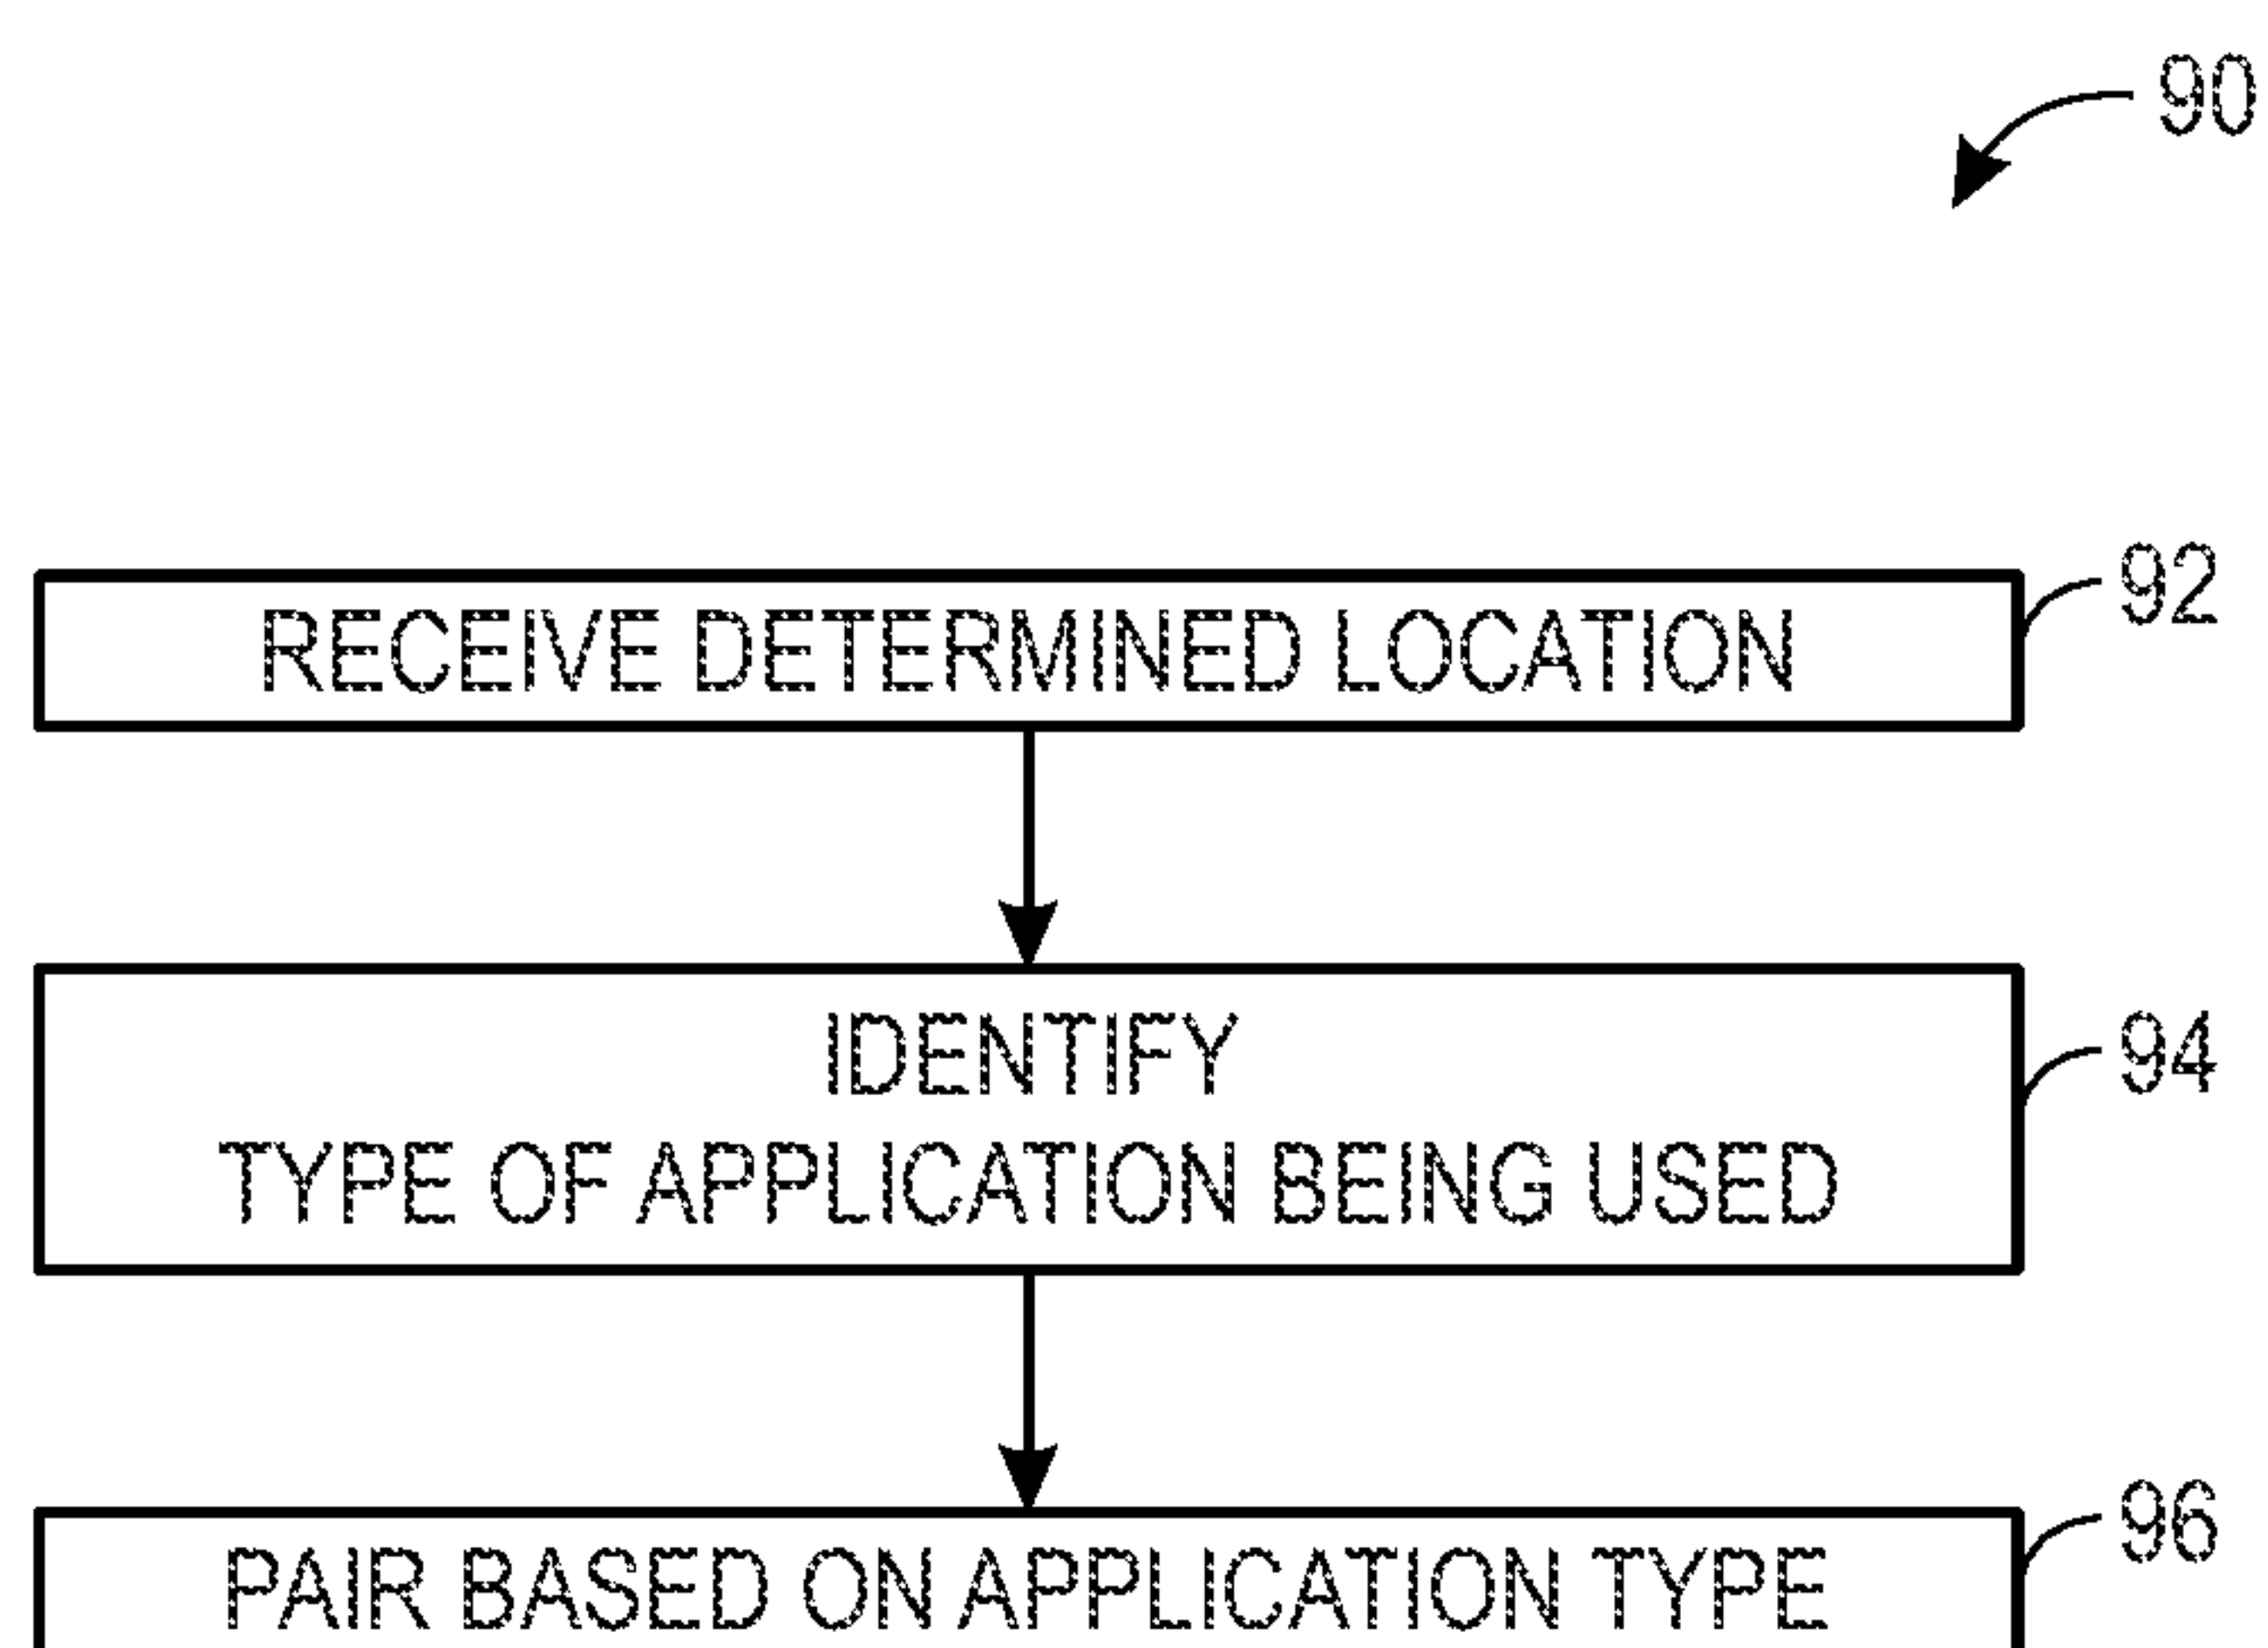 90
RECEIVE DETERMINED LOCATION
92
IDENTIFY
TYPE OF APPLICATION BEING USED
94
PAIR BASED ON APPLICATION TYPE
96